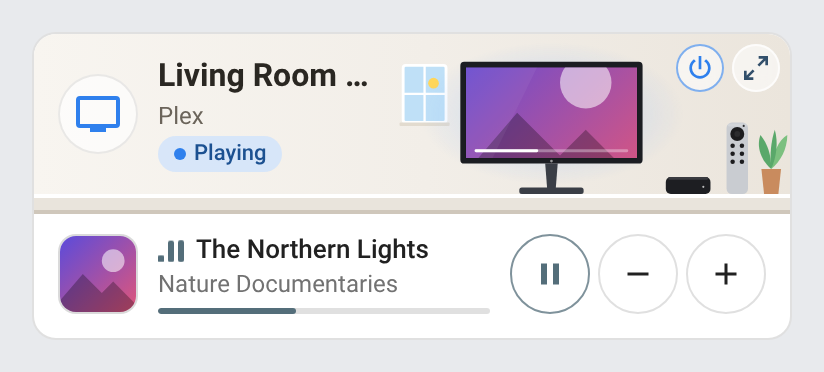 Living Room ...
Plex
Playing
The Northern Lights
Nature Documentaries